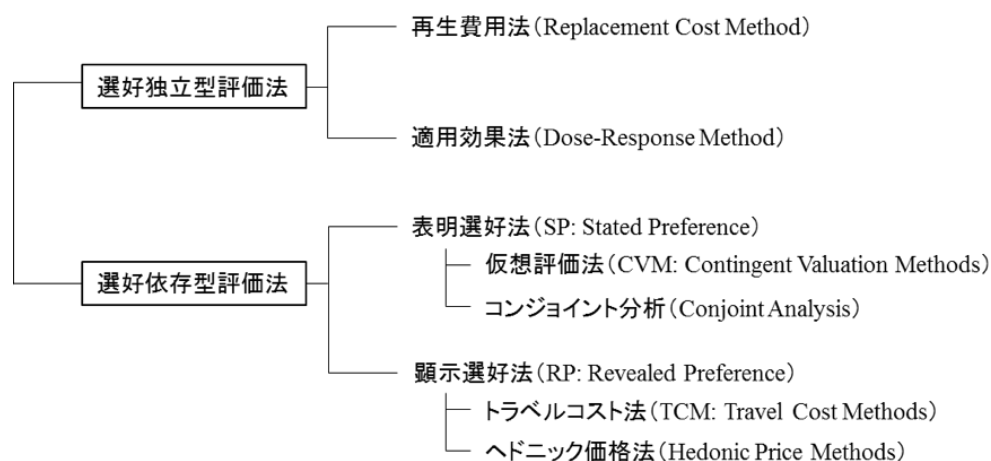 再生費用法(Replacement Cost Method)
選好独立型評価法
適用効果法(Dose-Response Method)
表明選好法(SP: Stated Preference)
仮想評価法(CVM: Contingent Valuation Methods)
選好依存型評価法
コンジョイント分析(Conjoint Analysis)
顕示選好法(RP: Revealed Preference)
トラベルコスト法(TCM: Travel Cost Methods)
ヘドニック価格法(Hedonic Price Methods)